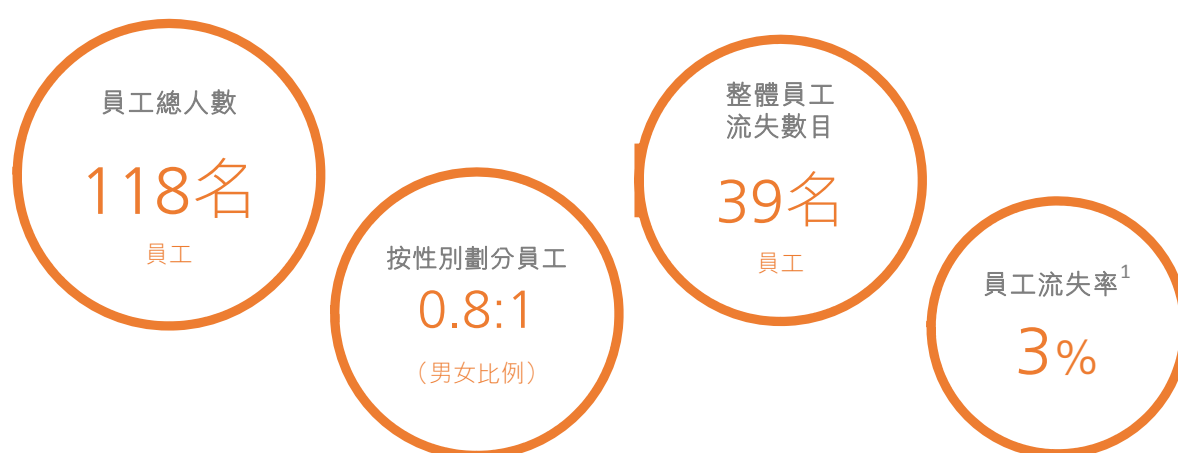 員工總人數
118名
員工
按性別劃分員工
0.8:1
（男女比例）
整體員工
流失數目
39名
員工
員工流失率1
3%